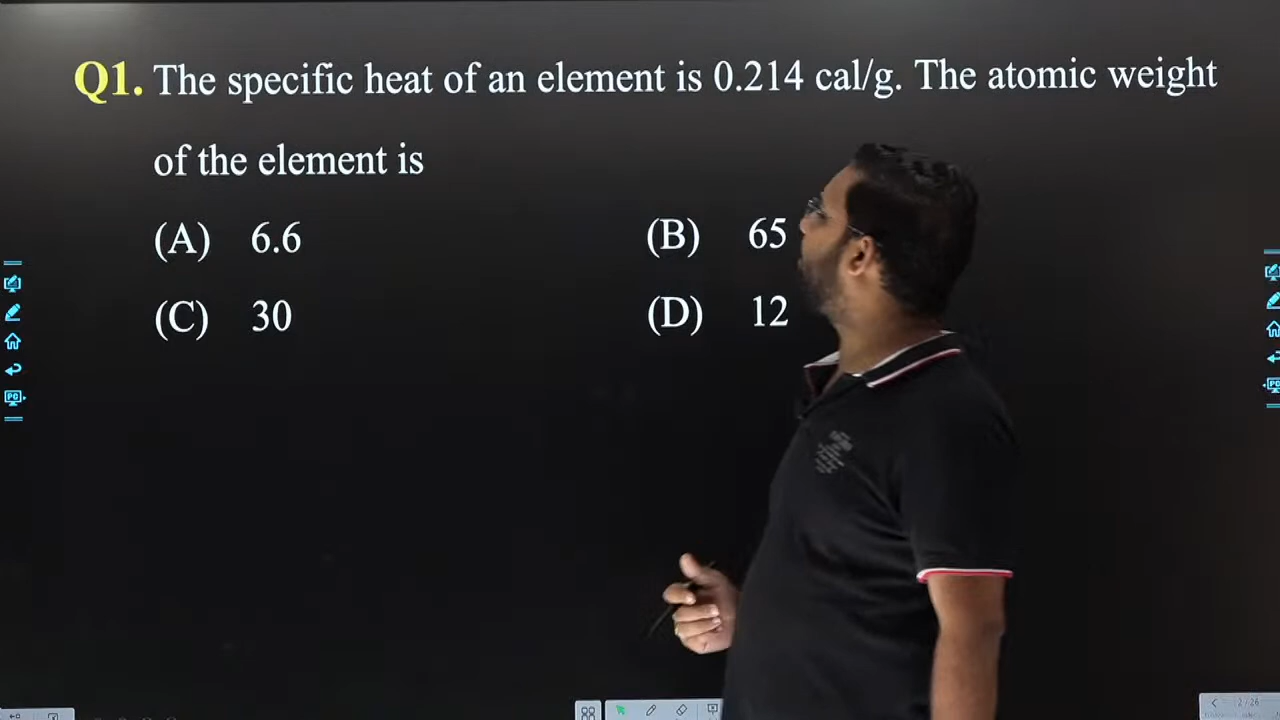 Q1. The specific heat of an element is 0.214 cal/g. The atomic weight
of the element is
(A) 6.6
(B) 65
(C) 30
(D) 12